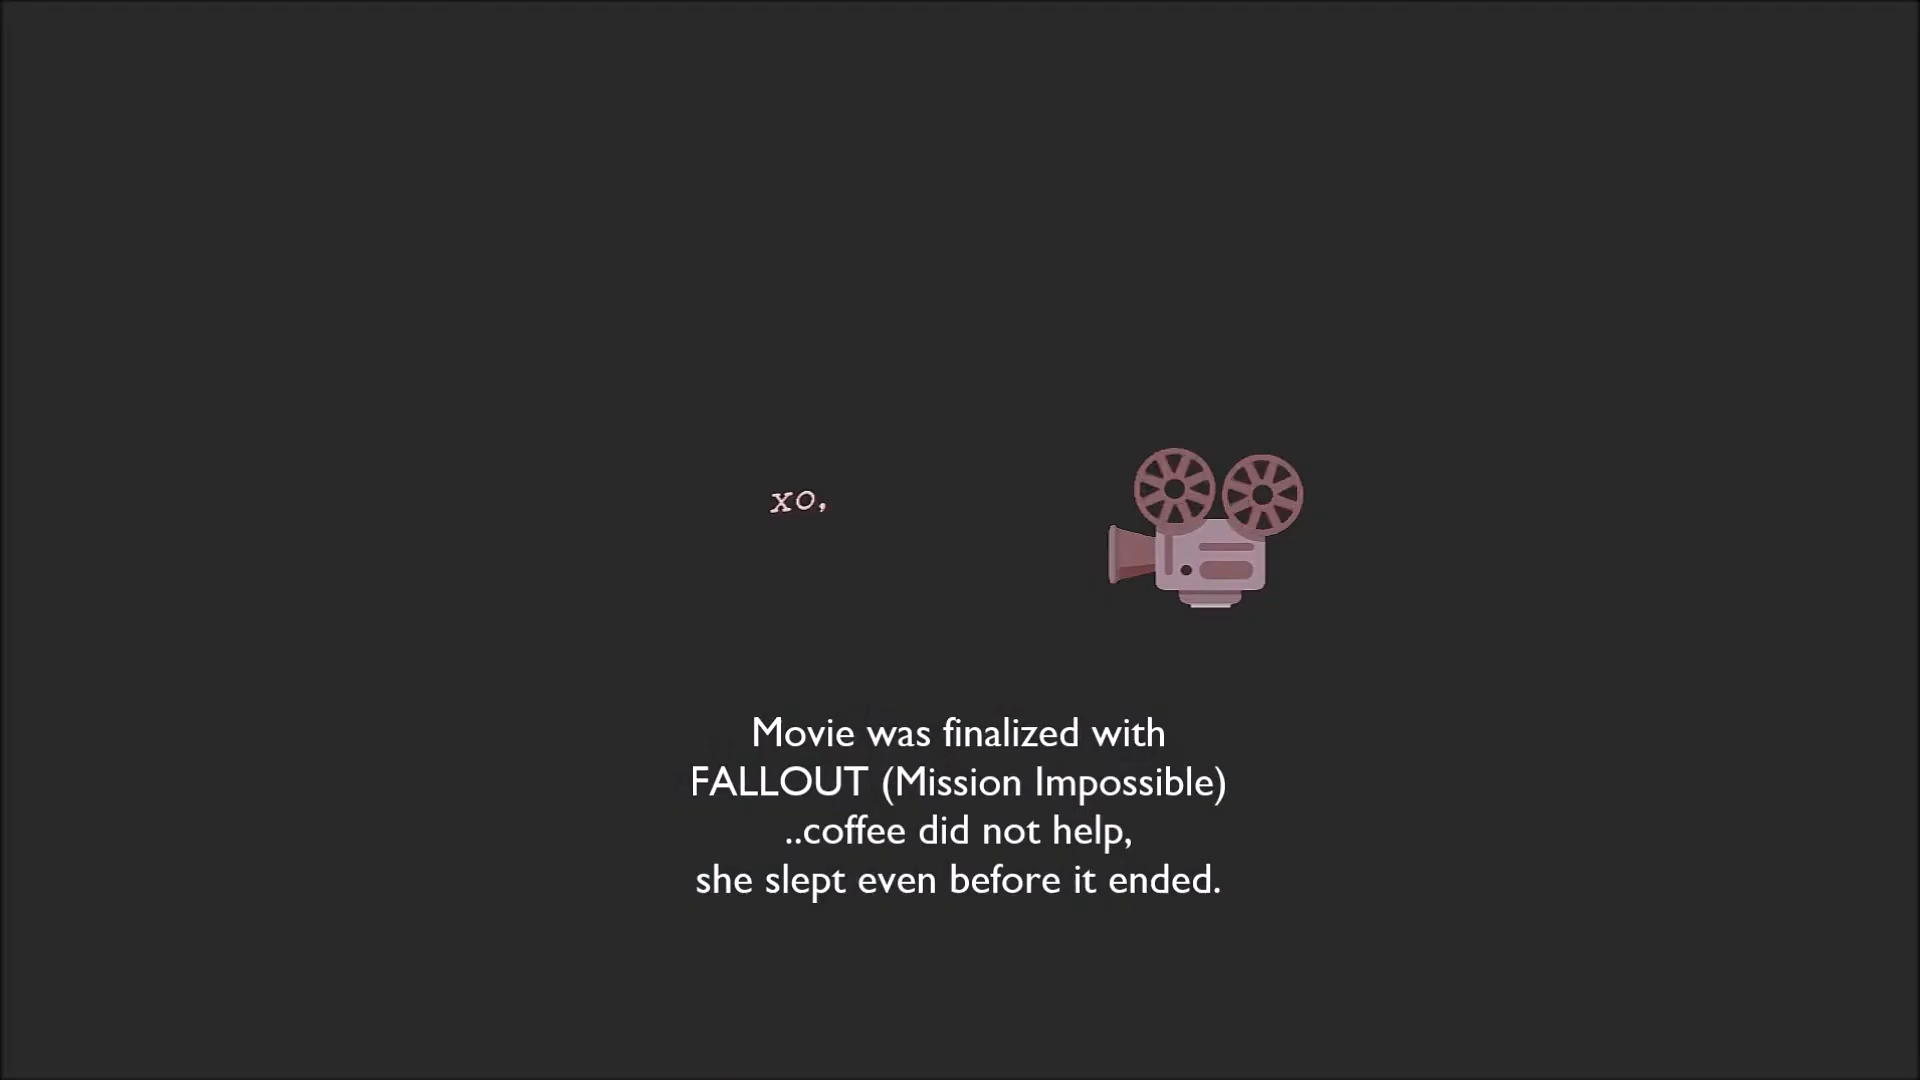 xo,
Movie was finalized with
FALLOUT (Mission Impossible)
..coffee did not help,
she slept even before it ended.